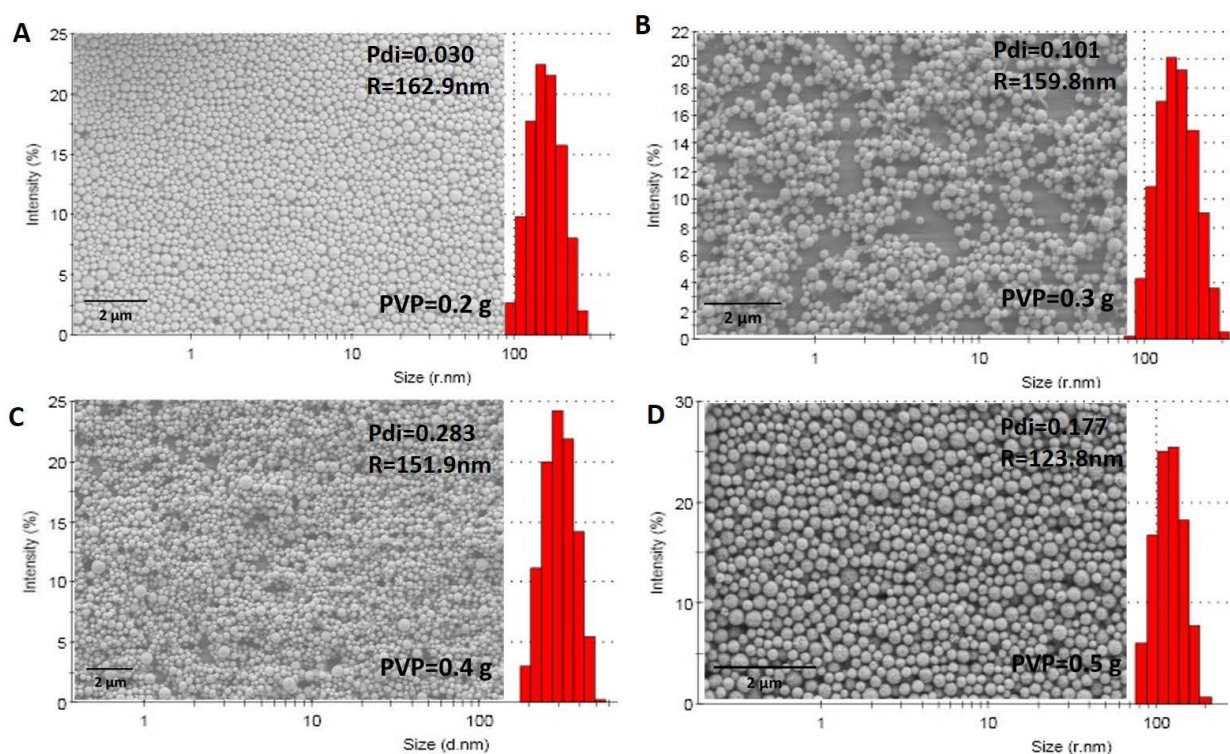 A
Pdi=0.030
R=162.9nm
PVP=0.2 g
2 µm
Intensity (%)
25
20
15
10
5
0
1
10
100
Size (r.nm)
B
Pdi=0.101
R=159.8nm
PVP=0.3 g
2 µm
Intensity (%)
22
20
18
16
14
12
10
8
6
4
2
0
1
10
100
Size (r.nm)
C
Pdi=0.283
R=151.9nm
PVP=0.4 g
2 µm
Intensity (%)
25
20
15
10
5
0
1
10
100
Size (d.nm)
D
Pdi=0.177
R=123.8nm
PVP=0.5 g
2 µm
Intensity (%)
30
20
10
0
1
10
100
Size (r.nm)